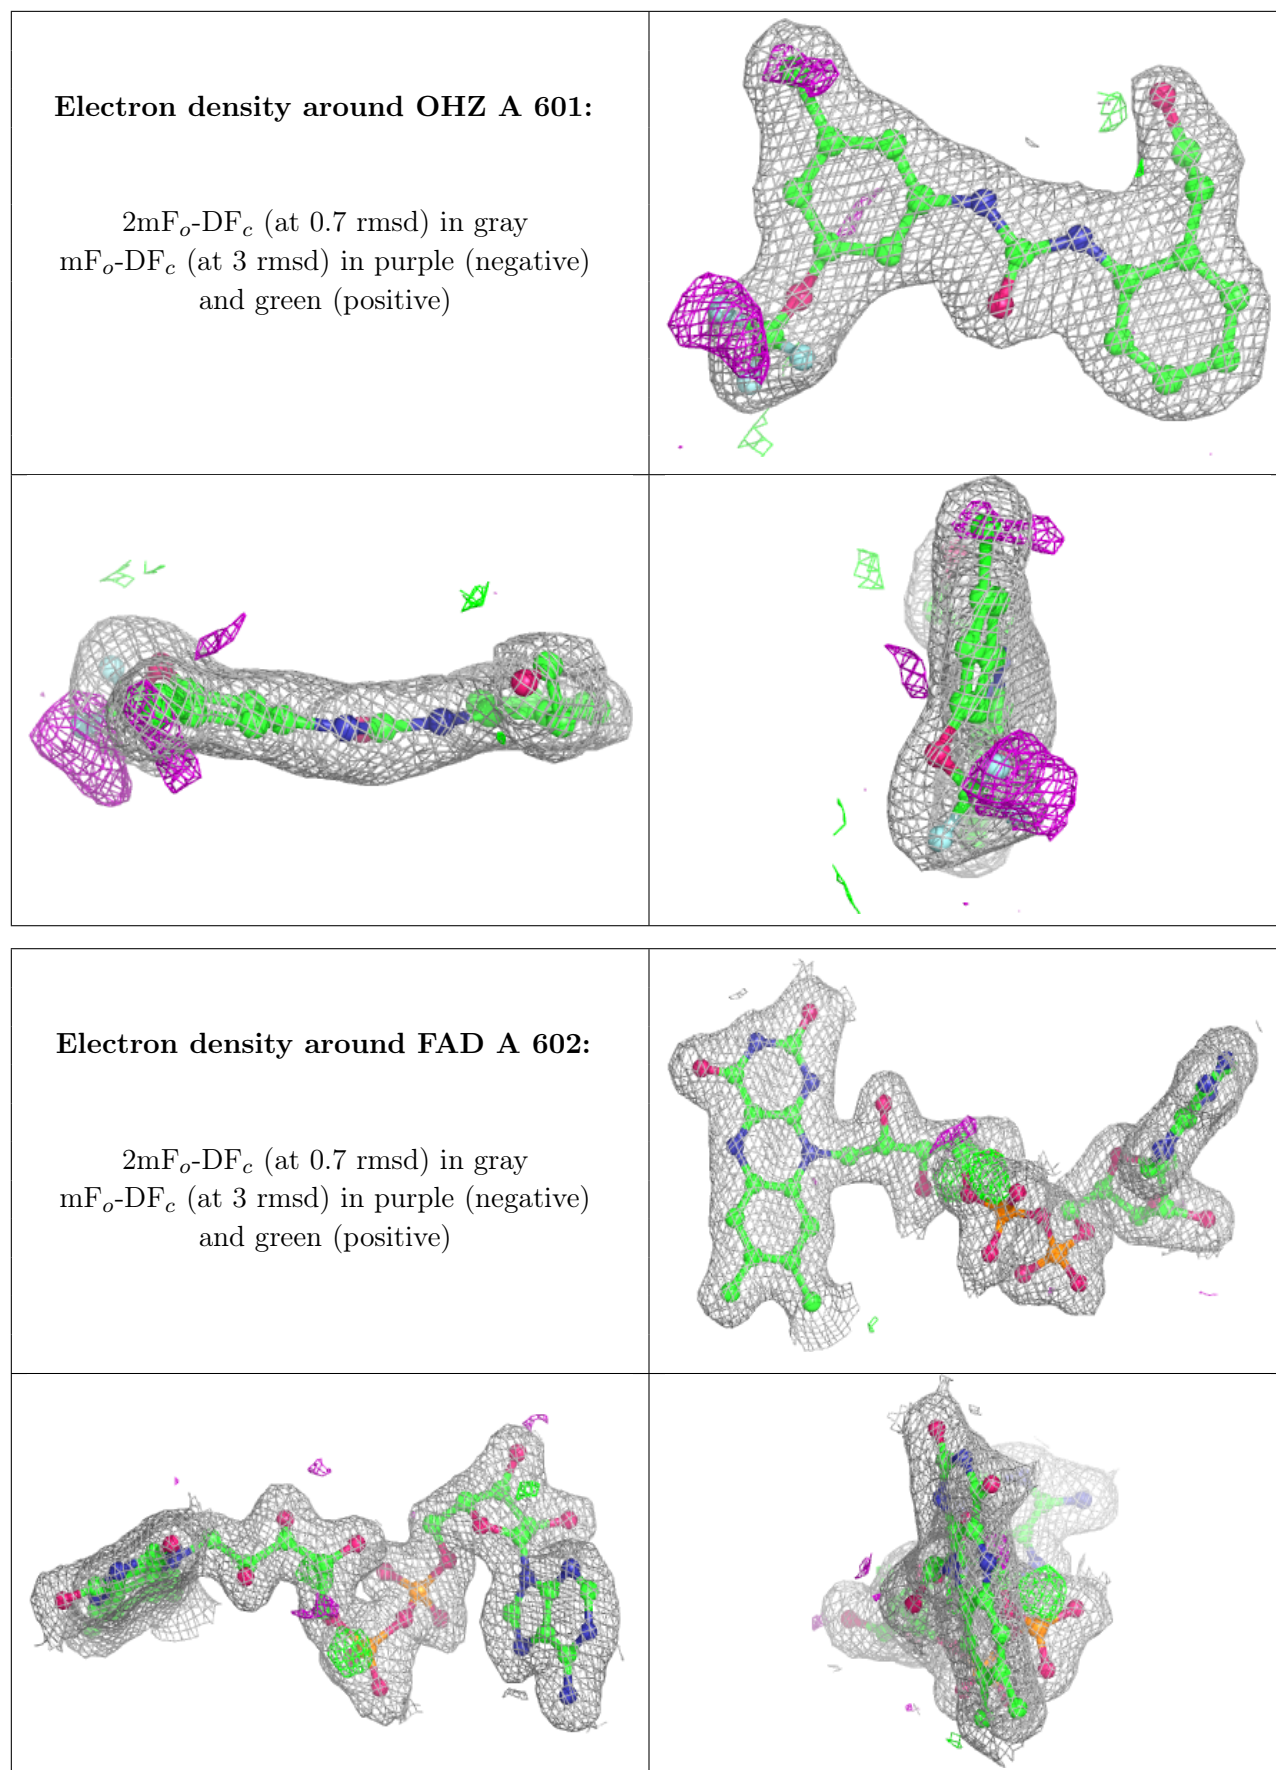 Electron density around OHZ A 601:
2mFₒ-DF𝒸 (at 0.7 rmsd) in gray
mFₒ-DF𝒸 (at 3 rmsd) in purple (negative)
and green (positive)
Electron density around FAD A 602:
2mFₒ-DF𝒸 (at 0.7 rmsd) in gray
mFₒ-DF𝒸 (at 3 rmsd) in purple (negative)
and green (positive)